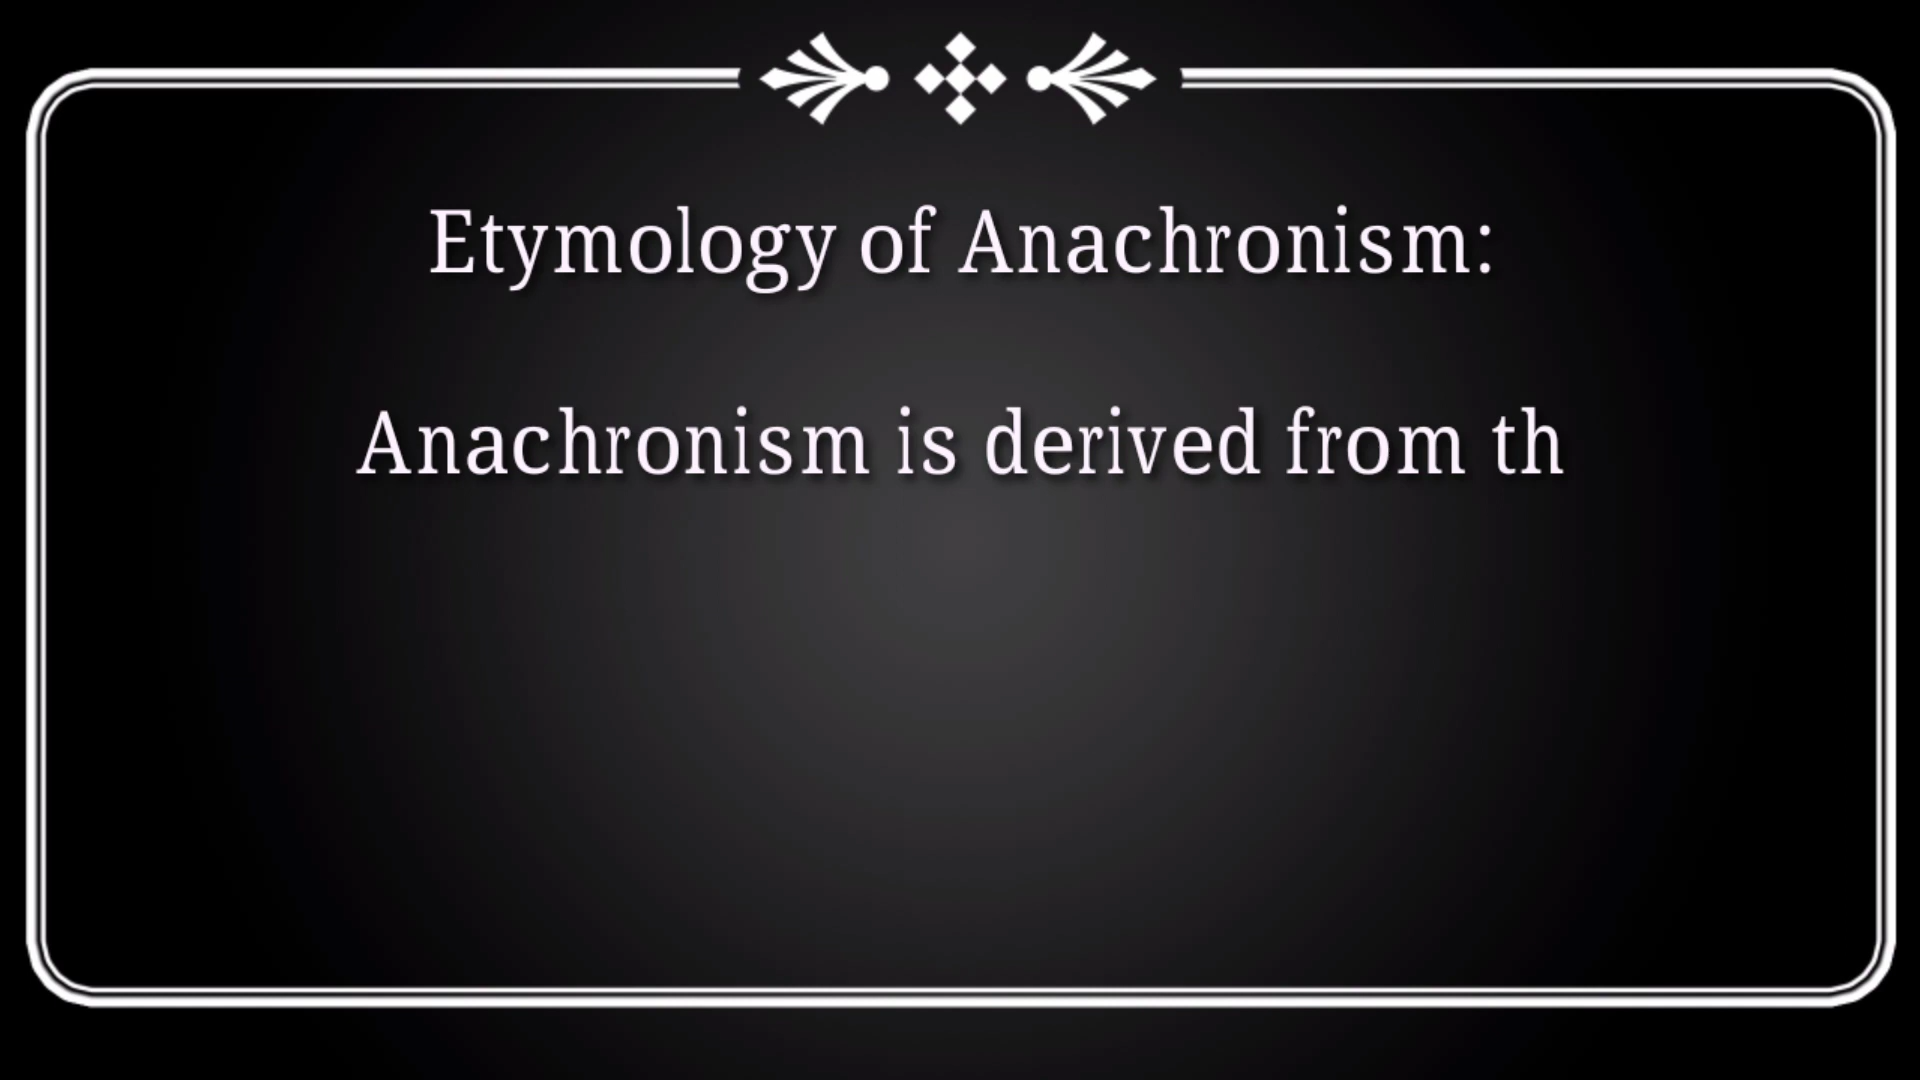 Etymology of Anachronism:
Anachronism is derived from th